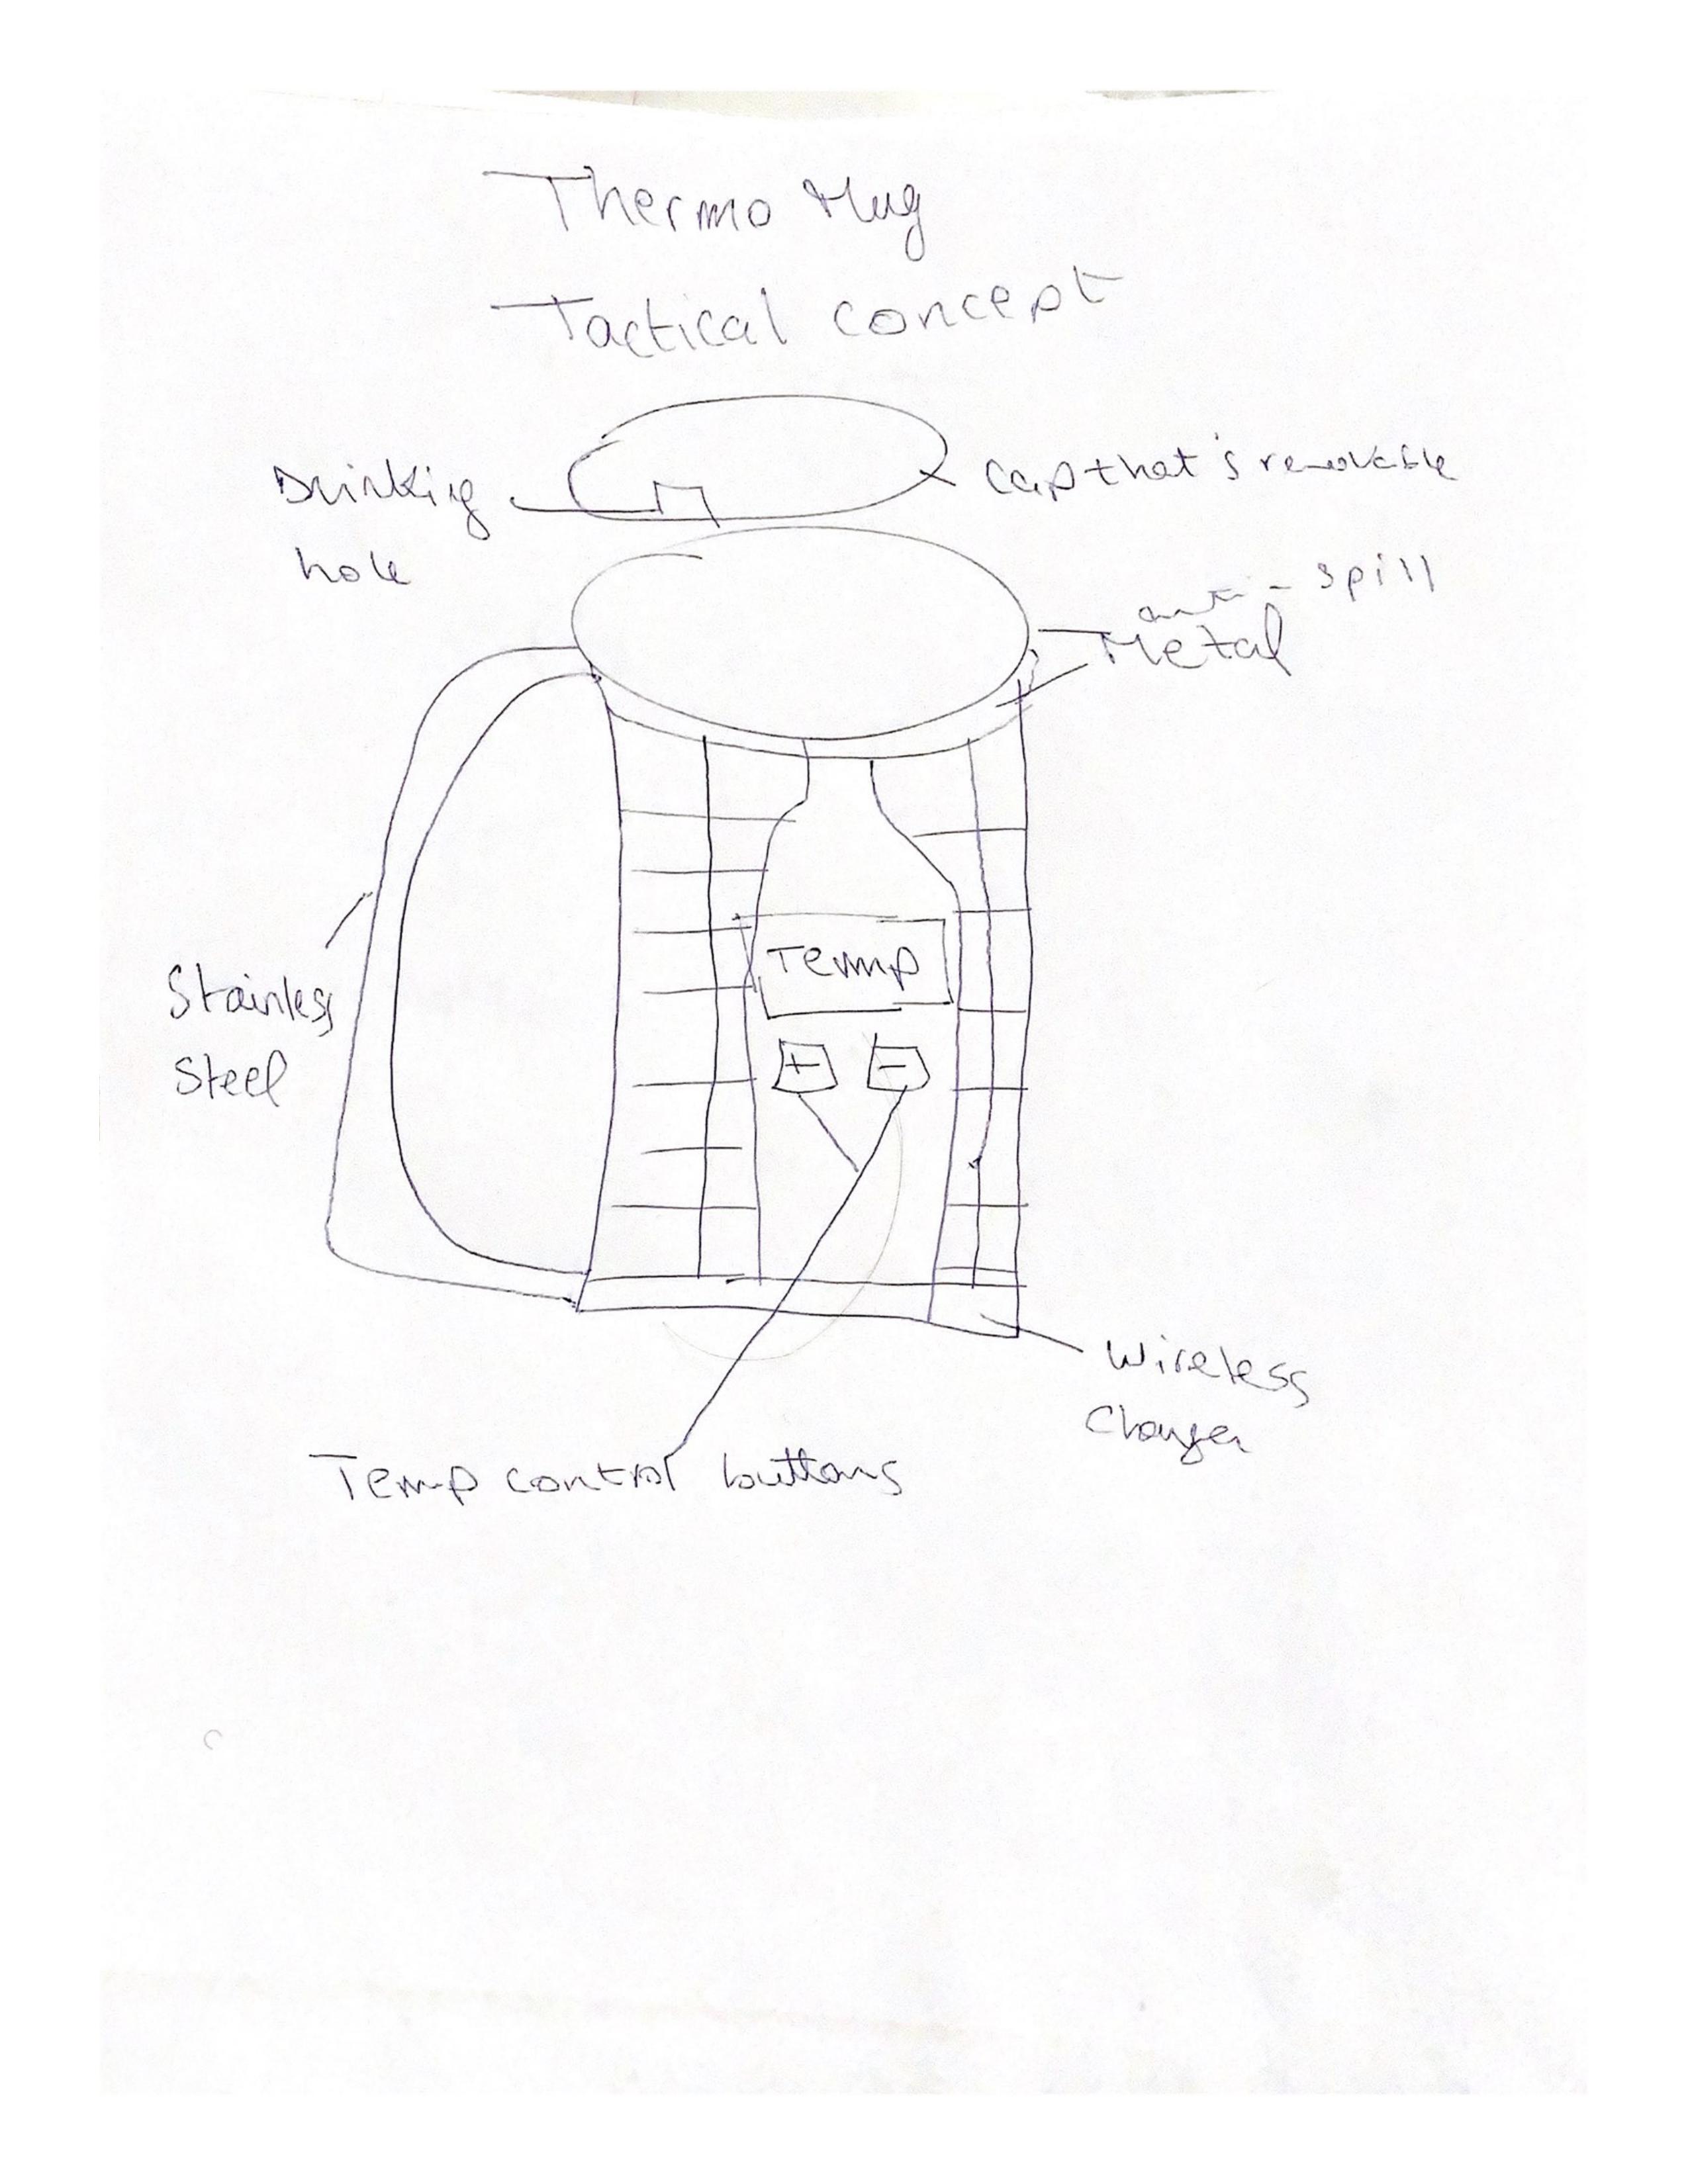 Thermo Mug
Tactical concept
Drinking
hole
Cap that's removable
anti-spill
Metal
Stainless
Steel
Temp
+ -
Wireless
Charger
Temp control buttons